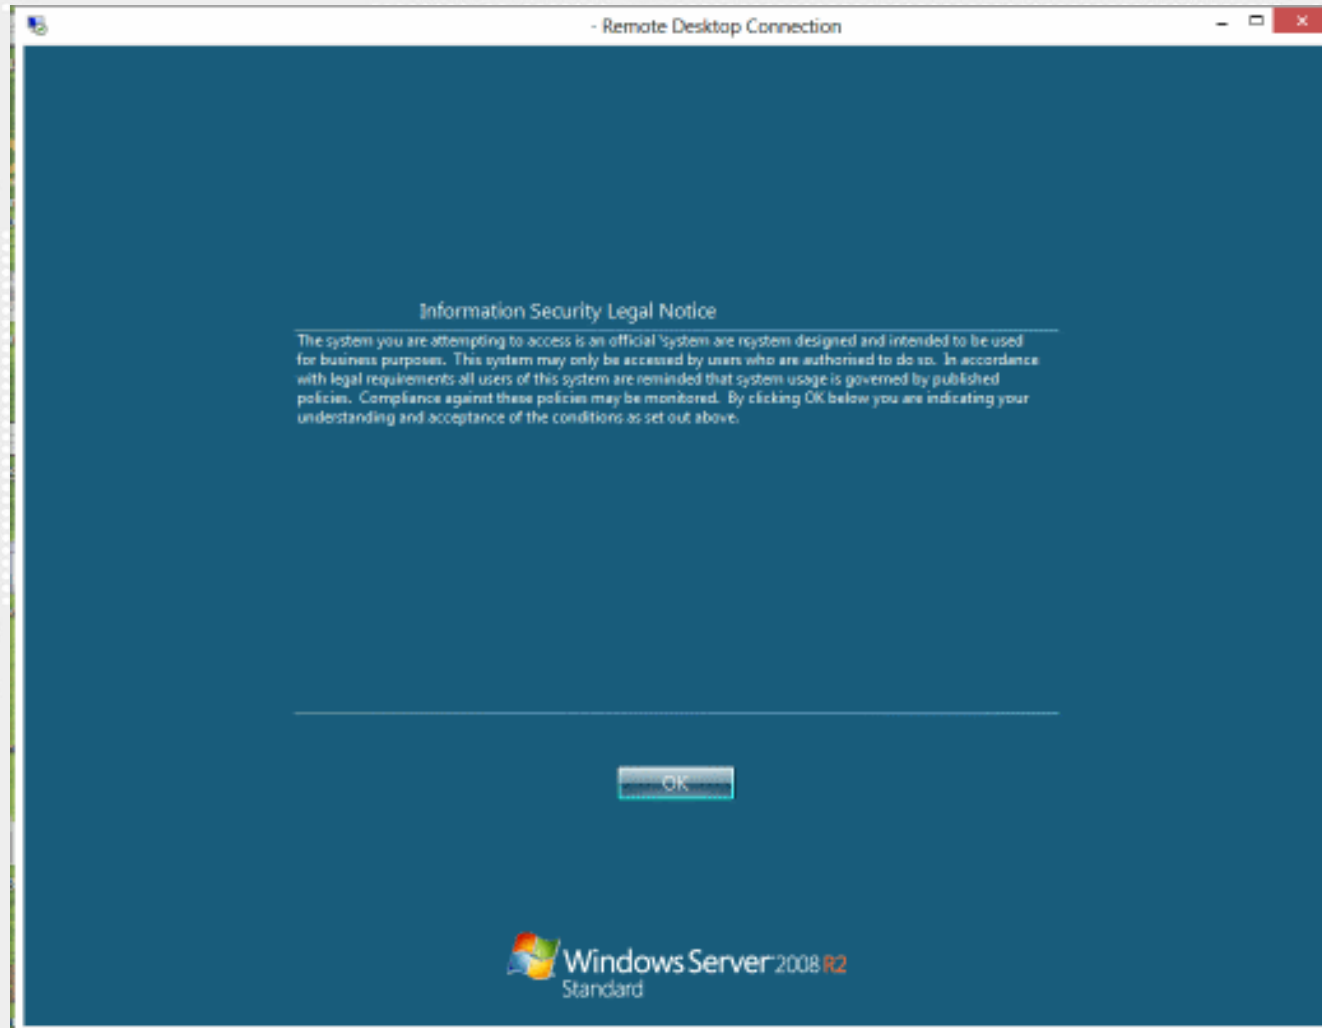 - Remote Desktop Connection
Information Security Legal Notice
The system you are attempting to access is an official 'system are rsystem designed and intended to be used
for business purposes. This system may only be accessed by users who are authorised to do so. In accordance
with legal requirements all users of this system are reminded that system usage is governed by published
policies. Compliance against these policies may be monitored. By clicking OK below you are indicating your
understanding and acceptance of the conditions as set out above.
OK
Windows Server 2008 R2
Standard